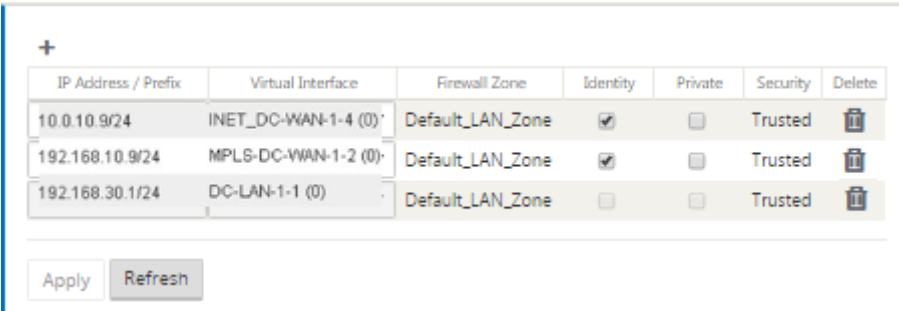 +
IP Address / Prefix Virtual Interface Firewall Zone Identity Private Security Delete
10.0.10.9/24 INET_DC-WAN-1-4 (0) Default_LAN_Zone Trusted
192.168.10.9/24 MPLS-DC-WAN-1-2 (0) Default_LAN_Zone Trusted
192.168.30.1/24 DC-LAN-1-1 (0) Default_LAN_Zone Trusted
Apply Refresh